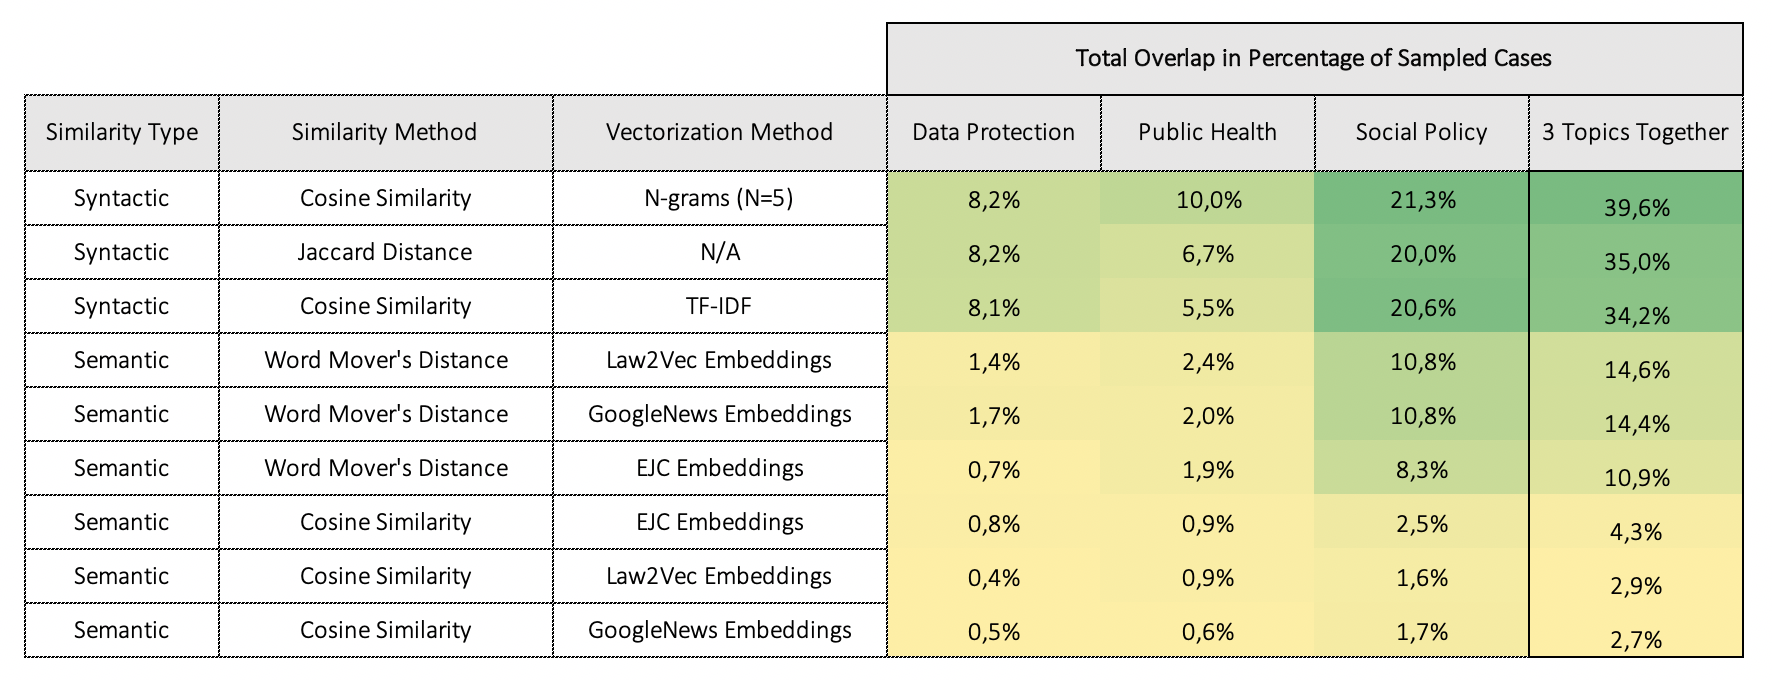 Total Overlap in Percentage of Sampled Cases
Similarity Type Similarity Method Vectorization Method Data Protection Public Health Social Policy 3 Topics Together
Syntactic Cosine Similarity N-grams (N=5) 8,2% 10,0% 21,3% 39,6%
Syntactic Jaccard Distance N/A 8,2% 6,7% 20,0% 35,0%
Syntactic Cosine Similarity TF-IDF 8,1% 5,5% 20,6% 34,2%
Semantic Word Mover's Distance Law2Vec Embeddings 1,4% 2,4% 10,8% 14,6%
Semantic Word Mover's Distance GoogleNews Embeddings 1,7% 2,0% 10,8% 14,4%
Semantic Word Mover's Distance EJC Embeddings 0,7% 1,9% 8,3% 10,9%
Semantic Cosine Similarity EJC Embeddings 0,8% 0,9% 2,5% 4,3%
Semantic Cosine Similarity Law2Vec Embeddings 0,4% 0,9% 1,6% 2,9%
Semantic Cosine Similarity GoogleNews Embeddings 0,5% 0,6% 1,7% 2,7%